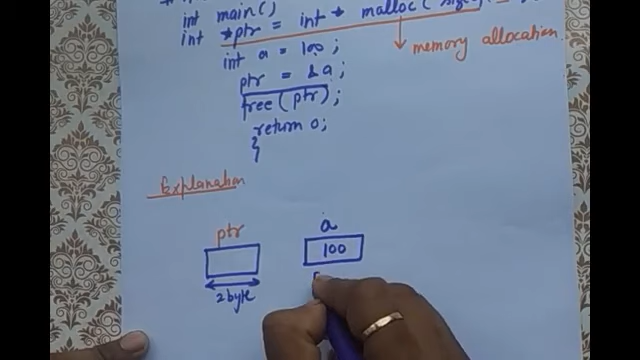 int main()
int *ptr = int* malloc(
int a = 100;
memory allocation
ptr = &a;
free(ptr);
return 0;
}
Explanation
ptr
a
100
2 byte